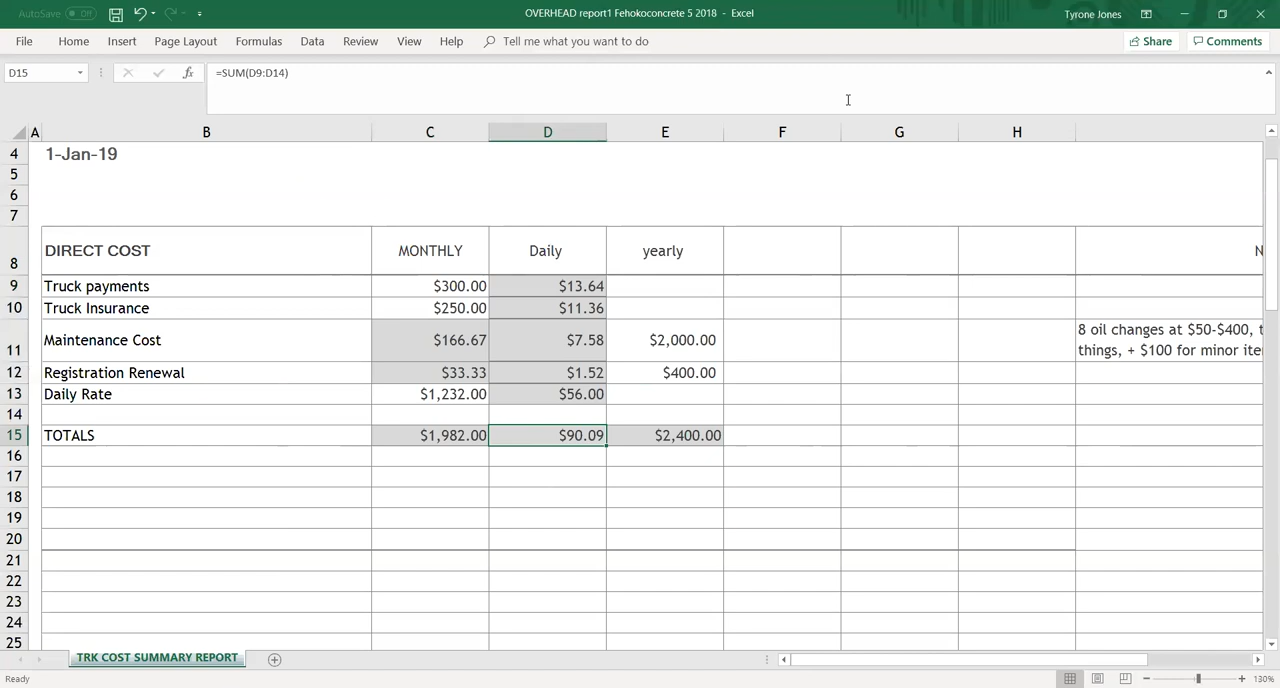 AutoSave Off OVERHEAD report1 Fehokoconcrete 5 2018 - Excel Tyrone Jones
File Home Insert Page Layout Formulas Data Review View Help Tell me what you want to do Share Comments
D15 fx =SUM(D9:D14)
A B C D E F G H
4 1-Jan-19
5
6
7
8 DIRECT COST MONTHLY Daily yearly
9 Truck payments $300.00 $13.64
10 Truck Insurance $250.00 $11.36
11 Maintenance Cost $166.67 $7.58 $2,000.00 8 oil changes at $50-$400,
things, + $100 for minor
12 Registration Renewal $33.33 $1.52 $400.00
13 Daily Rate $1,232.00 $56.00
14
15 TOTALS $1,982.00 $90.09 $2,400.00
16
17
18
19
20
21
22
23
24
25
TRK COST SUMMARY REPORT
Ready 130%